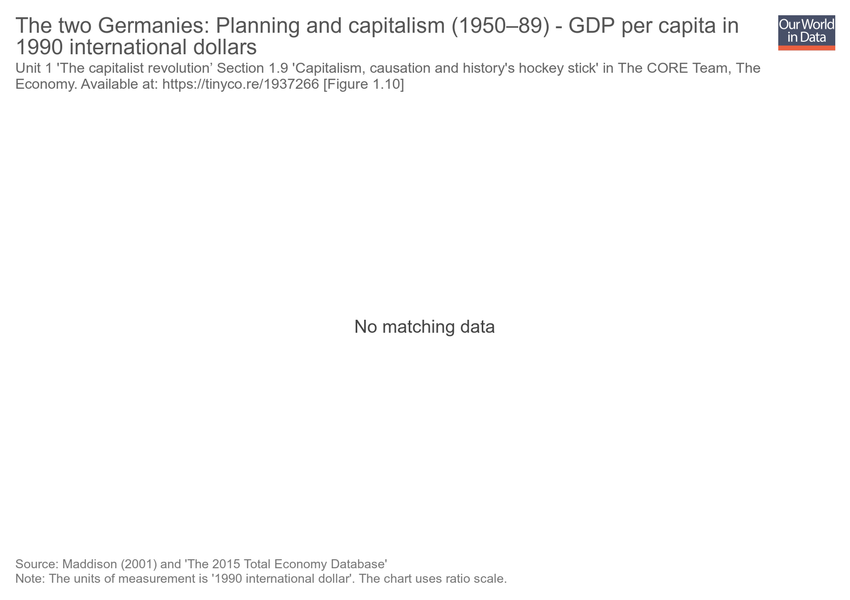 The two Germanies: Planning and capitalism (1950–89) - GDP per capita in
1990 international dollars
Our World
in Data
Unit 1 'The capitalist revolution’ Section 1.9 'Capitalism, causation and history's hockey stick' in The CORE Team, The
Economy. Available at: https://tinyco.re/1937266 [Figure 1.10]
No matching data
Source: Maddison (2001) and 'The 2015 Total Economy Database'
Note: The units of measurement is '1990 international dollar'. The chart uses ratio scale.